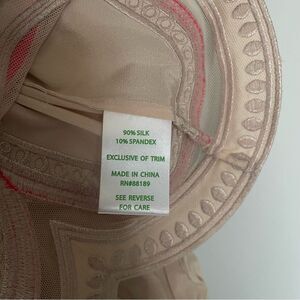 90% SILK
10% SPANDEX
EXCLUSIVE OF TRIM
MADE IN CHINA
RN#88189
SEE REVERSE
FOR CARE